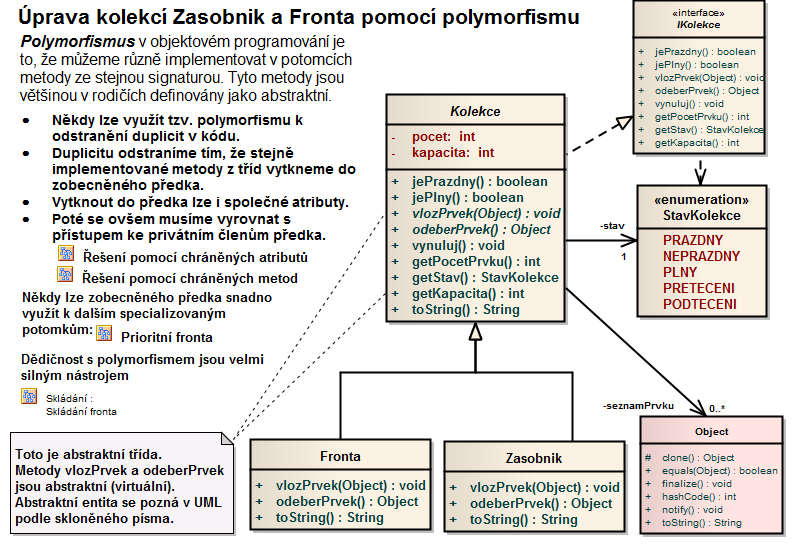 Úprava kolekcí Zasobnik a Fronta pomocí polymorfismu
Polymorfismus v objektovém programování je
to, že můžeme různě implementovat v potomcích
metody ze stejnou signaturou. Tyto metody jsou
většinou v rodičích definovány jako abstraktní.
• Někdy lze využít tzv. polymorfismu k
odstranění duplicit v kódu.
• Duplicitu odstraníme tím, že stejně
implementované metody z tříd vytkneme do
zobecněného předka.
• Vytknout do předka lze i společné atributy.
• Poté se ovšem musíme vyrovnat s
přístupem ke privátním členům předka.
Řešení pomocí chráněných atributů
Řešení pomocí chráněných metod
Někdy lze zobecněného předka snadno
využít k dalším specializovaným
potomkům:
Prioritní fronta
Dědičnost s polymorfismem jsou velmi
silným nástrojem
Skládání :
Skládání fronta
Toto je abstraktní třída.
Metody vlozPrvek a odeberPrvek
jsou abstraktní (virtuální).
Abstraktní entita se pozná v UML
podle skloněného písma.
Kolekce
- pocet: int
- kapacita: int
+ jePrazdny() : boolean
+ jePlny() : boolean
+ vlozPrvek(Object) : void
+ odeberPrvek() : Object
+ vynuluj() : void
+ getPocetPrvku() : int
+ getStav() : StavKolekce
+ getKapacita() : int
+ toString() : String
«interface»
IKolekce
+ jePrazdny() : boolean
+ jePlny() : boolean
+ vlozPrvek(Object) : void
+ odeberPrvek() : Object
+ vynuluj() : void
+ getPocetPrvku() : int
+ getStav() : StavKolekce
+ getKapacita() : int
«enumeration»
StavKolekce
PRAZDNY
NEPRAZDNY
PLNY
PRETECENI
PODTECENI
-stav
1
-seznamPrvku
0..*
Fronta
+ vlozPrvek(Object) : void
+ odeberPrvek() : Object
+ toString() : String
Zasobnik
+ vlozPrvek(Object) : void
+ odeberPrvek() : Object
+ toString() : String
Object
# clone() : Object
+ equals(Object) : boolean
+ finalize() : void
+ hashCode() : int
+ notify() : void
+ toString() : String